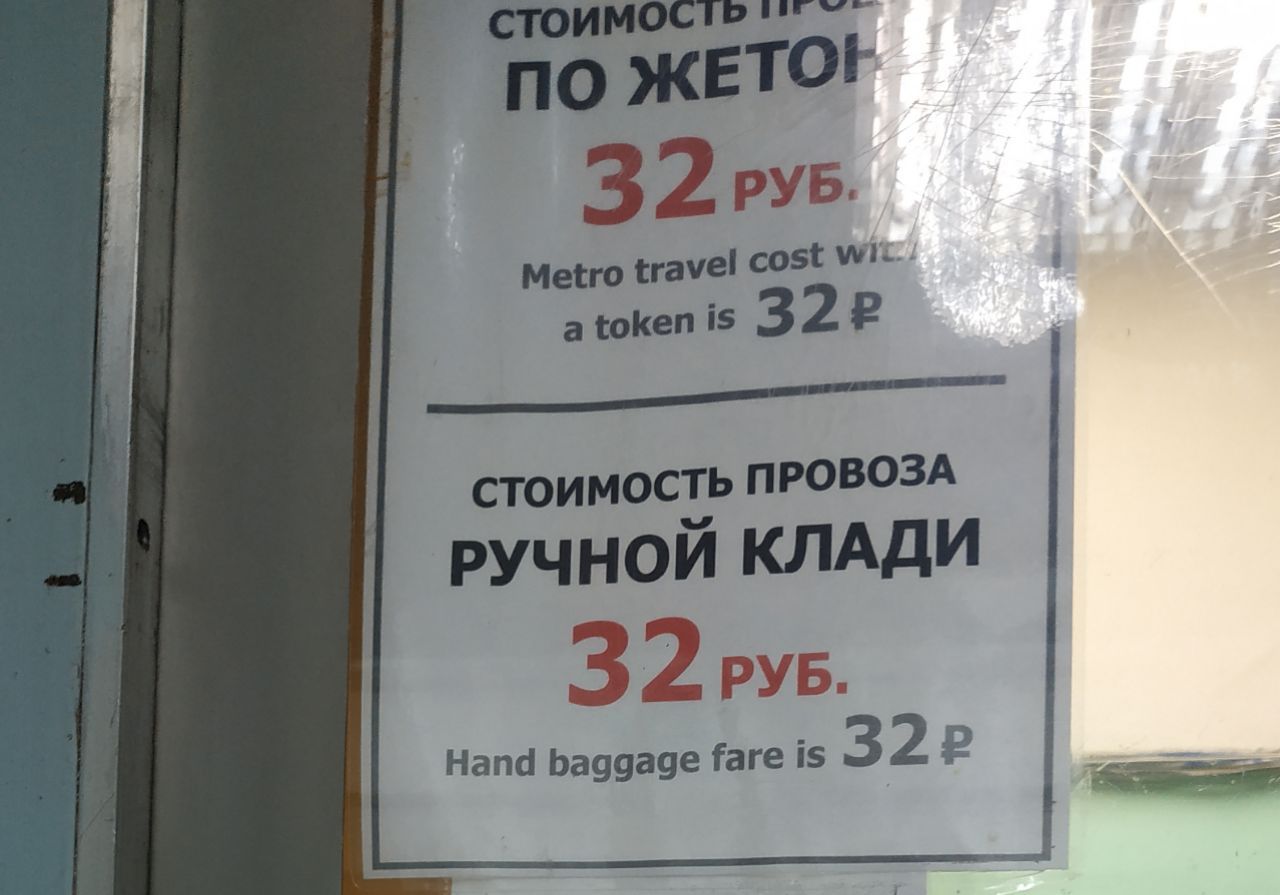 СТОИМОСТЬ
ПО
32 РУБ.
Metro travel cost
a token is 32 ₽
СТОИМОСТЬ ПРОВОЗА
РУЧНОЙ КЛАДИ
32 РУБ.
Hand baggage fare is 32 ₽